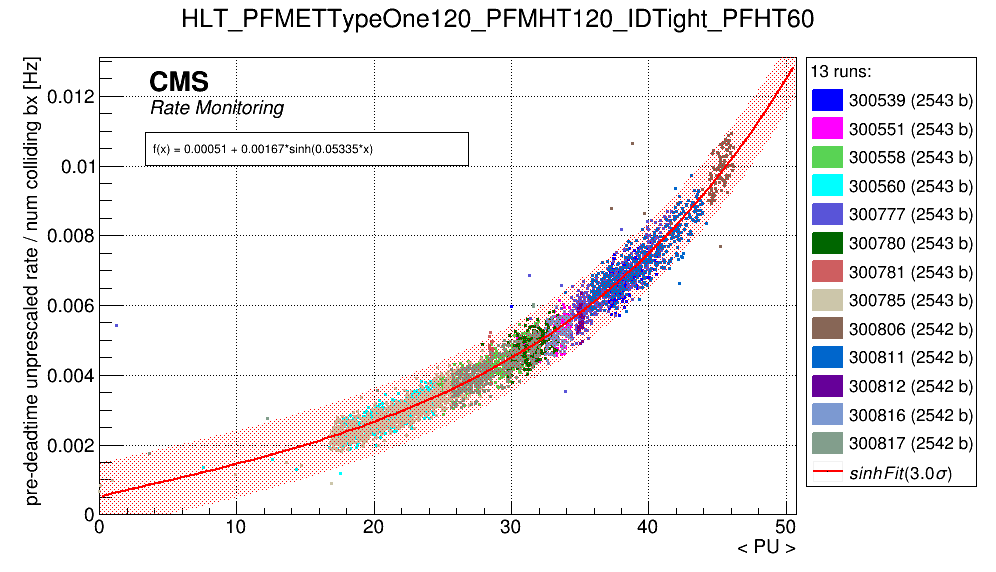 HLT_PFMETTypeOne120_PFMHT120_IDTight_PFHT60
pre-deadtime unprescaled rate / num colliding bx [Hz]
CMS
Rate Monitoring
f(x) = 0.00051 + 0.00167*sinh(0.05335*x)
0.012
0.01
0.008
0.006
0.004
0.002
0
0 10 20 30 40 50
< PU >
13 runs:
300539 (2543 b)
300551 (2543 b)
300558 (2543 b)
300560 (2543 b)
300777 (2543 b)
300780 (2543 b)
300781 (2543 b)
300785 (2543 b)
300806 (2542 b)
300811 (2542 b)
300812 (2542 b)
300816 (2542 b)
300817 (2542 b)
sinhFit(3.0σ)